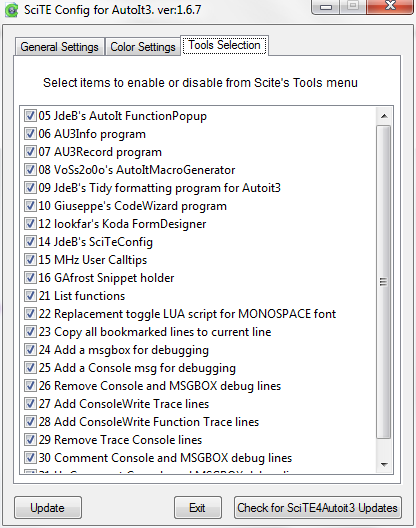 SciTE Config for AutoIt3. ver:1.6.7
General Settings Color Settings Tools Selection
Select items to enable or disable from Scite's Tools menu
05 JdeB's AutoIt FunctionPopup
06 AU3Info program
07 AU3Record program
08 VoSs2o0o's AutoItMacroGenerator
09 JdeB's Tidy formatting program for Autoit3
10 Giuseppe's CodeWizard program
12 lookfar's Koda FormDesigner
14 JdeB's SciTeConfig
15 MHz User Calltips
16 GAfrost Snippet holder
21 List functions
22 Replacement toggle LUA script for MONOSPACE font
23 Copy all bookmarked lines to current line
24 Add a msgbox for debugging
25 Add a Console msg for debugging
26 Remove Console and MSGBOX debug lines
27 Add ConsoleWrite Trace lines
28 Add ConsoleWrite Function Trace lines
29 Remove Trace Console lines
30 Comment Console and MSGBOX debug lines
Update Exit Check for SciTE4Autoit3 Updates